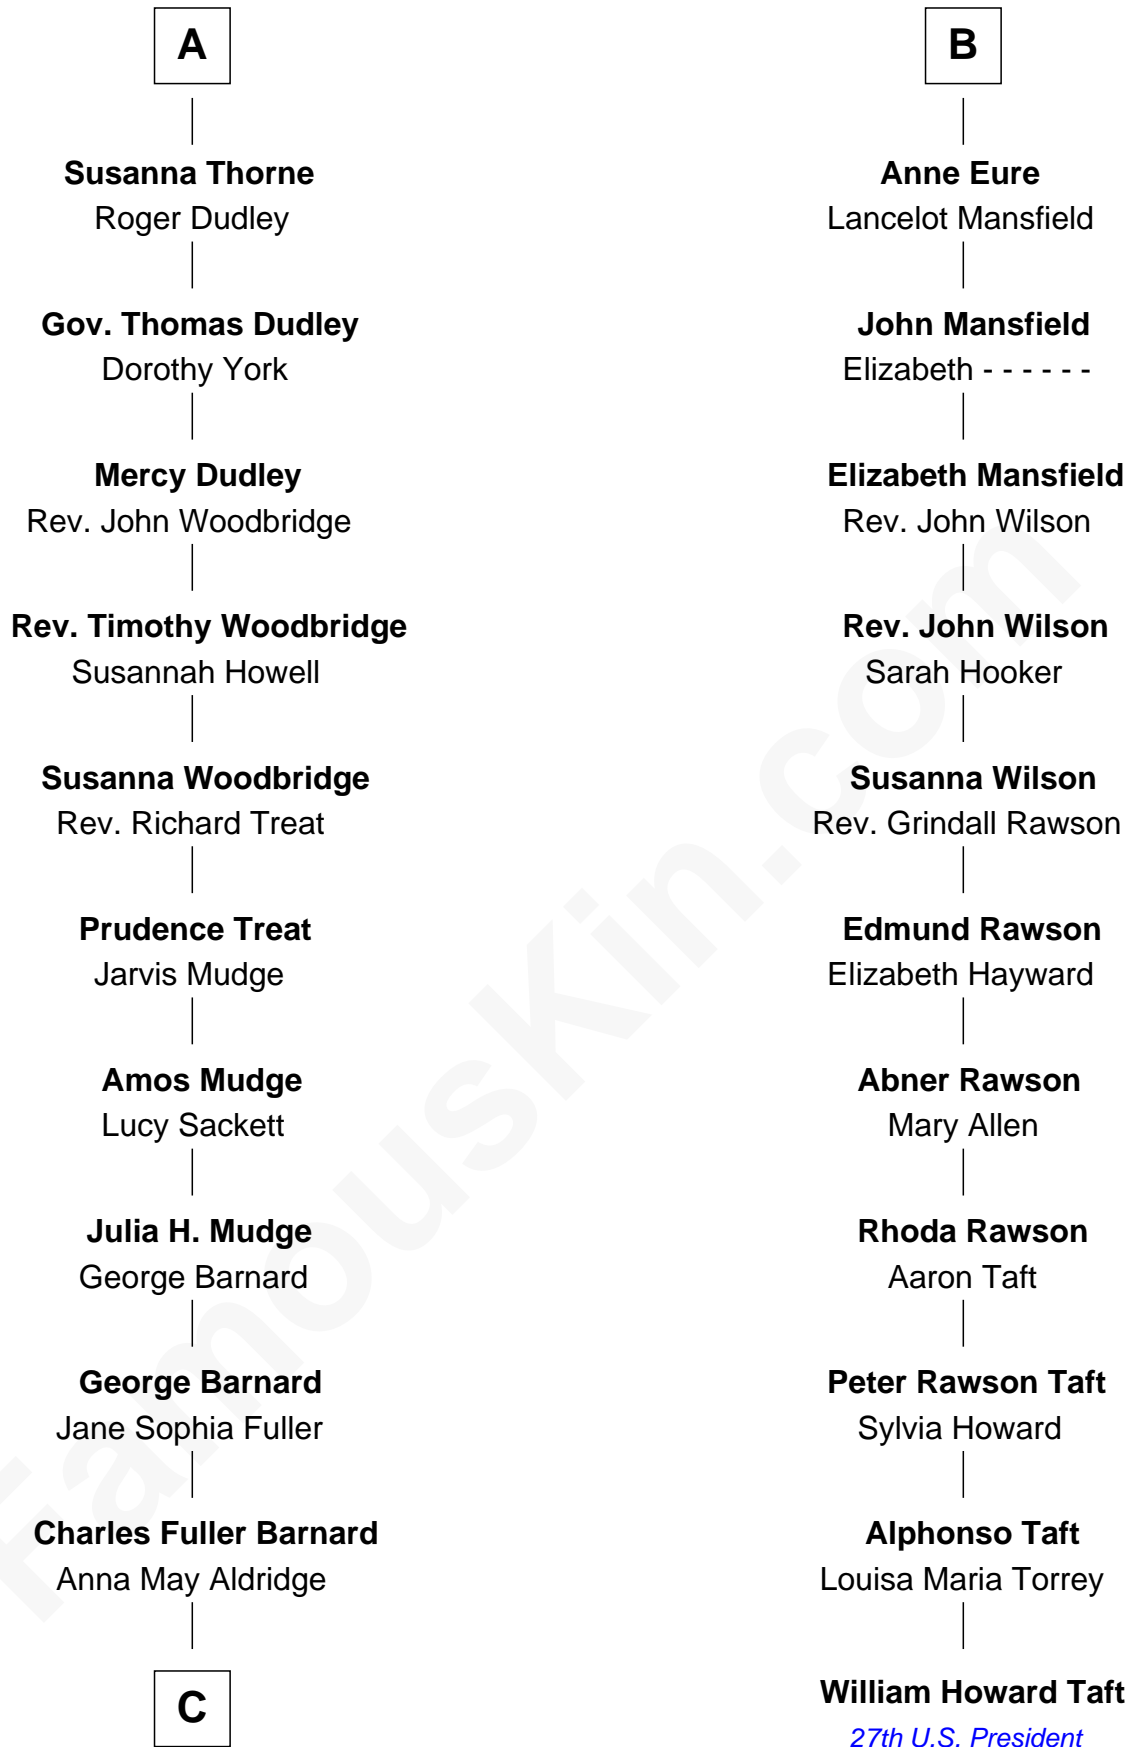 A
Susanna Thorne
Roger Dudley
Gov. Thomas Dudley
Dorothy York
Mercy Dudley
Rev. John Woodbridge
Rev. Timothy Woodbridge
Susannah Howell
Susanna Woodbridge
Rev. Richard Treat
Prudence Treat
Jarvis Mudge
Amos Mudge
Lucy Sackett
Julia H. Mudge
George Barnard
George Barnard
Jane Sophia Fuller
Charles Fuller Barnard
Anna May Aldridge
C
B
Anne Eure
Lancelot Mansfield
John Mansfield
Elizabeth - - - - - -
Elizabeth Mansfield
Rev. John Wilson
Rev. John Wilson
Sarah Hooker
Susanna Wilson
Rev. Grindall Rawson
Edmund Rawson
Elizabeth Hayward
Abner Rawson
Mary Allen
Rhoda Rawson
Aaron Taft
Peter Rawson Taft
Sylvia Howard
Alphonso Taft
Louisa Maria Torrey
William Howard Taft
27th U.S. President
FamousKin.com